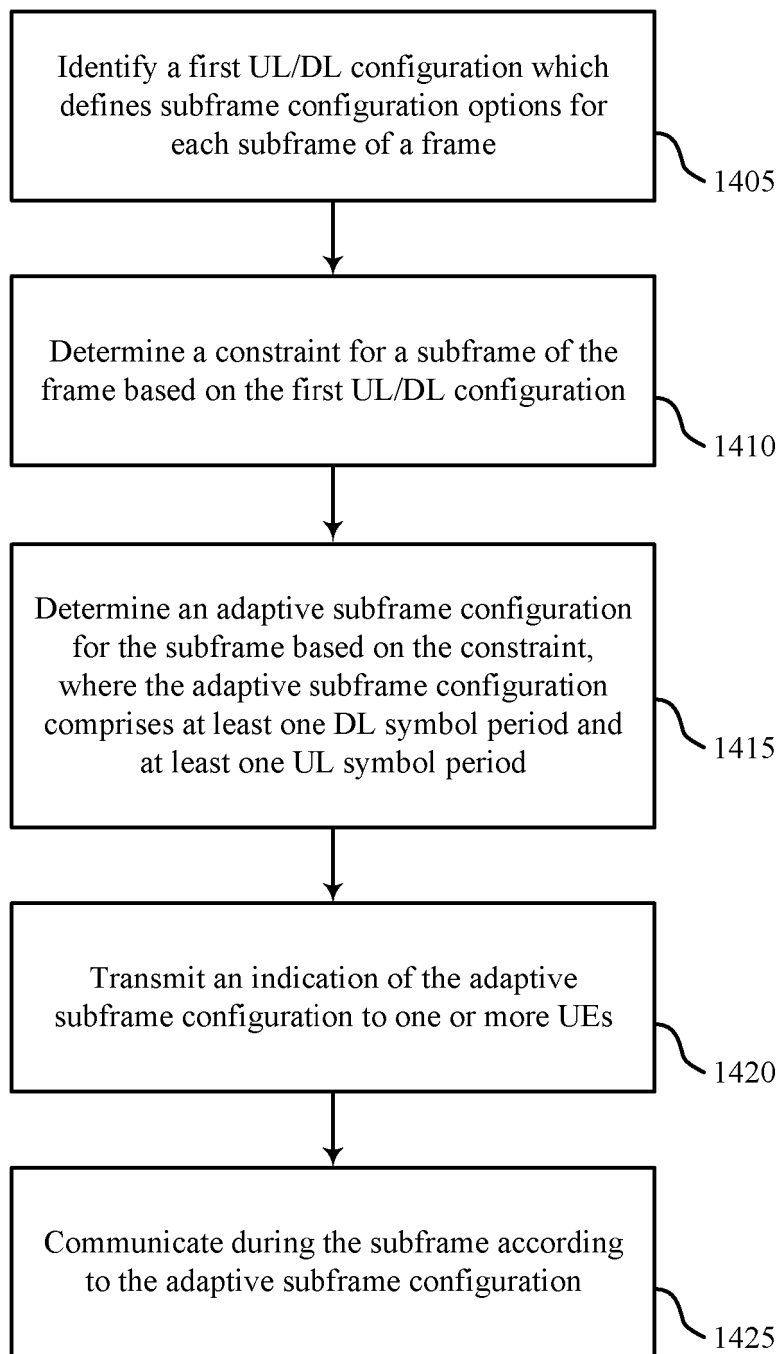 Identify a first UL/DL configuration which
defines subframe configuration options for
each subframe of a frame
1405
Determine a constraint for a subframe of the
frame based on the first UL/DL configuration
1410
Determine an adaptive subframe configuration
for the subframe based on the constraint,
where the adaptive subframe configuration
comprises at least one DL symbol period and
at least one UL symbol period
1415
Transmit an indication of the adaptive
subframe configuration to one or more UEs
1420
Communicate during the subframe according
to the adaptive subframe configuration
1425